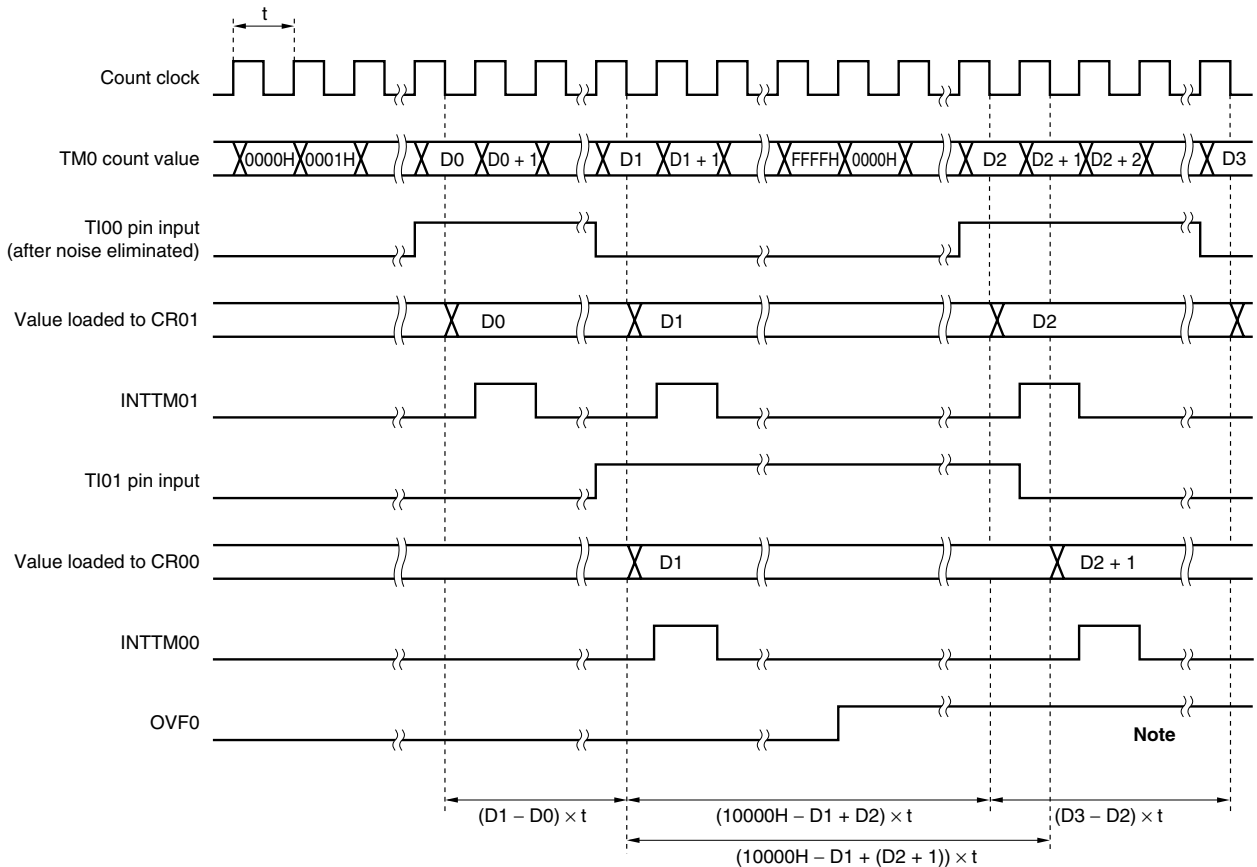 t
Count clock
TM0 count value
0000H 0001H D0 D0 + 1 D1 D1 + 1 FFFFH 0000H D2 D2 + 1 D2 + 2 D3
TI00 pin input
(after noise eliminated)
Value loaded to CR01
D0 D1 D2
INTTM01
TI01 pin input
Value loaded to CR00
D1 D2 + 1
INTTM00
OVF0
Note
(D1 – D0) × t (10000H – D1 + D2) × t (D3 – D2) × t
(10000H – D1 + (D2 + 1)) × t